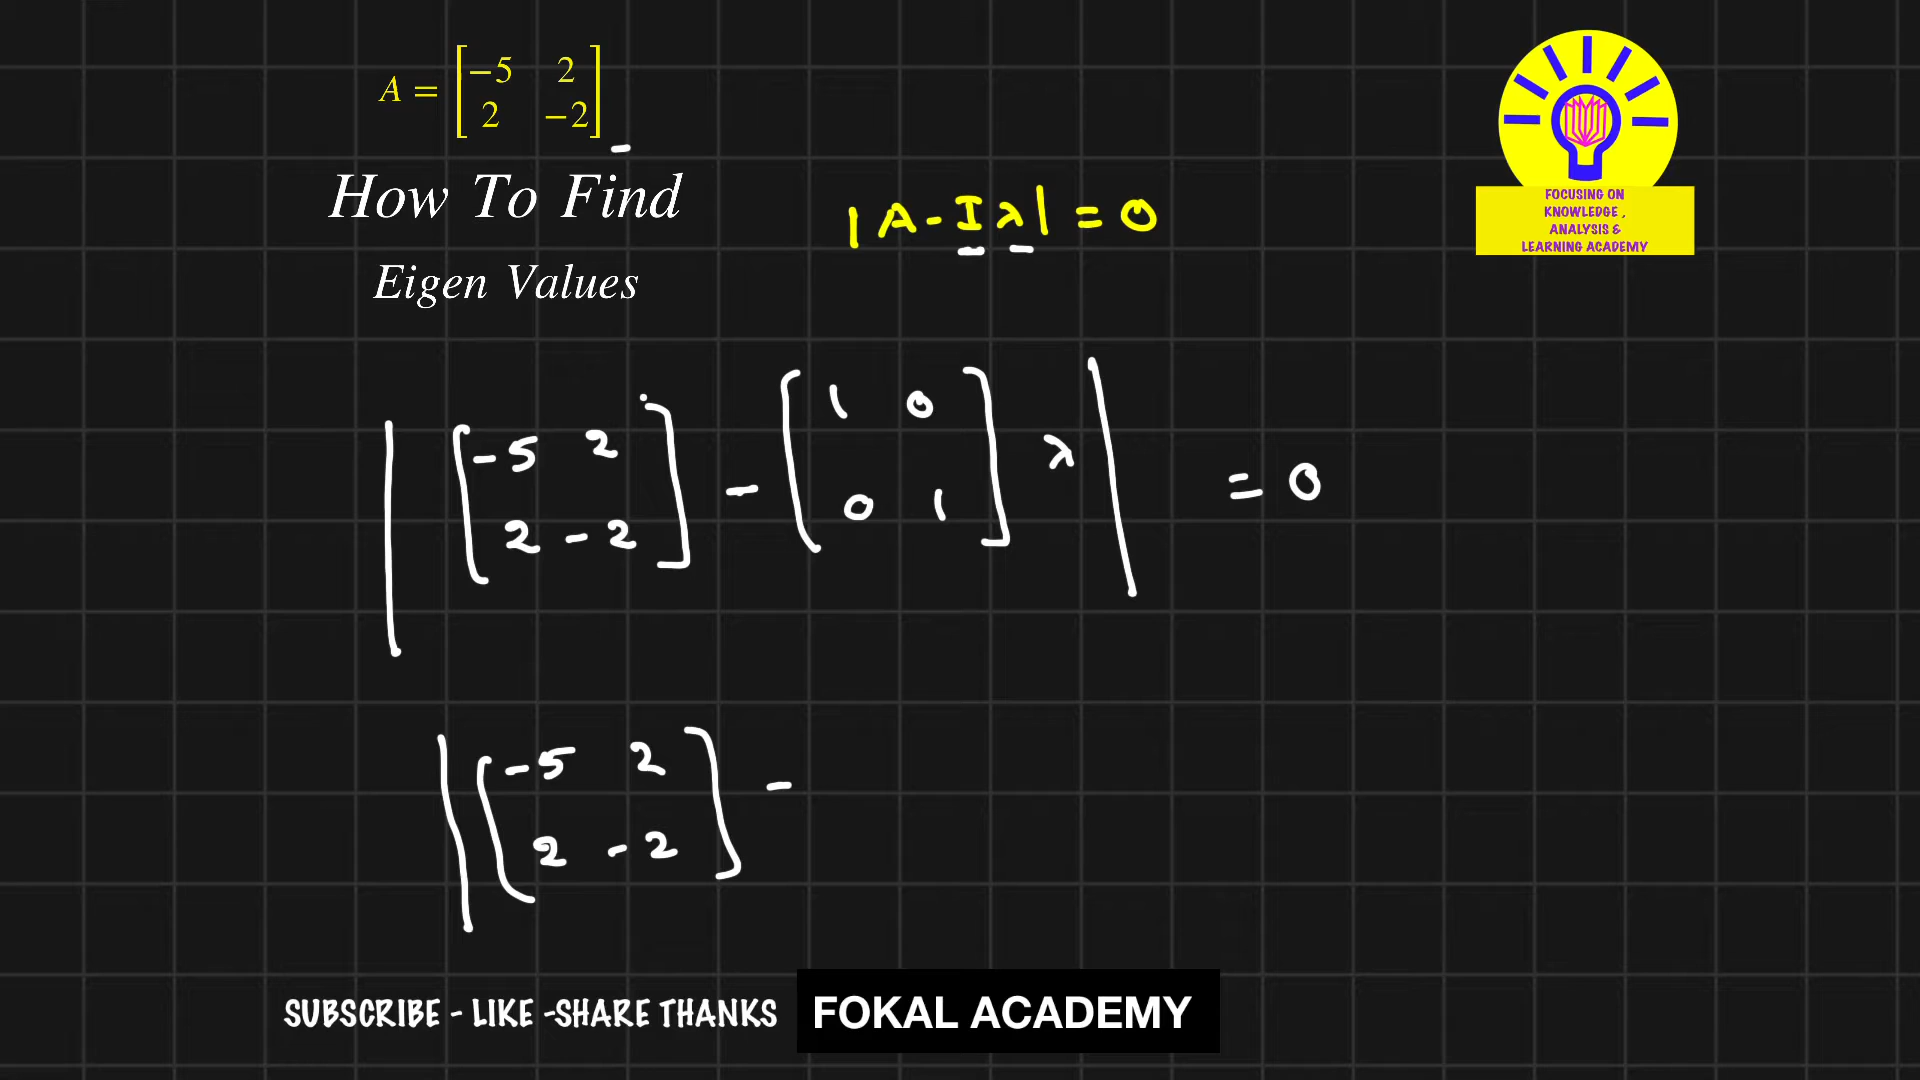 A = [−5 2
2 −2]
How To Find
Eigen Values
|A - Iλ| = 0
FOCUSING ON
KNOWLEDGE ,
ANALYSIS &
LEARNING ACADEMY
| [-5 2
2 -2] - [1 0
0 1] λ | = 0
| [-5 2
2 -2] -
SUBSCRIBE - LIKE -SHARE THANKS
FOKAL ACADEMY